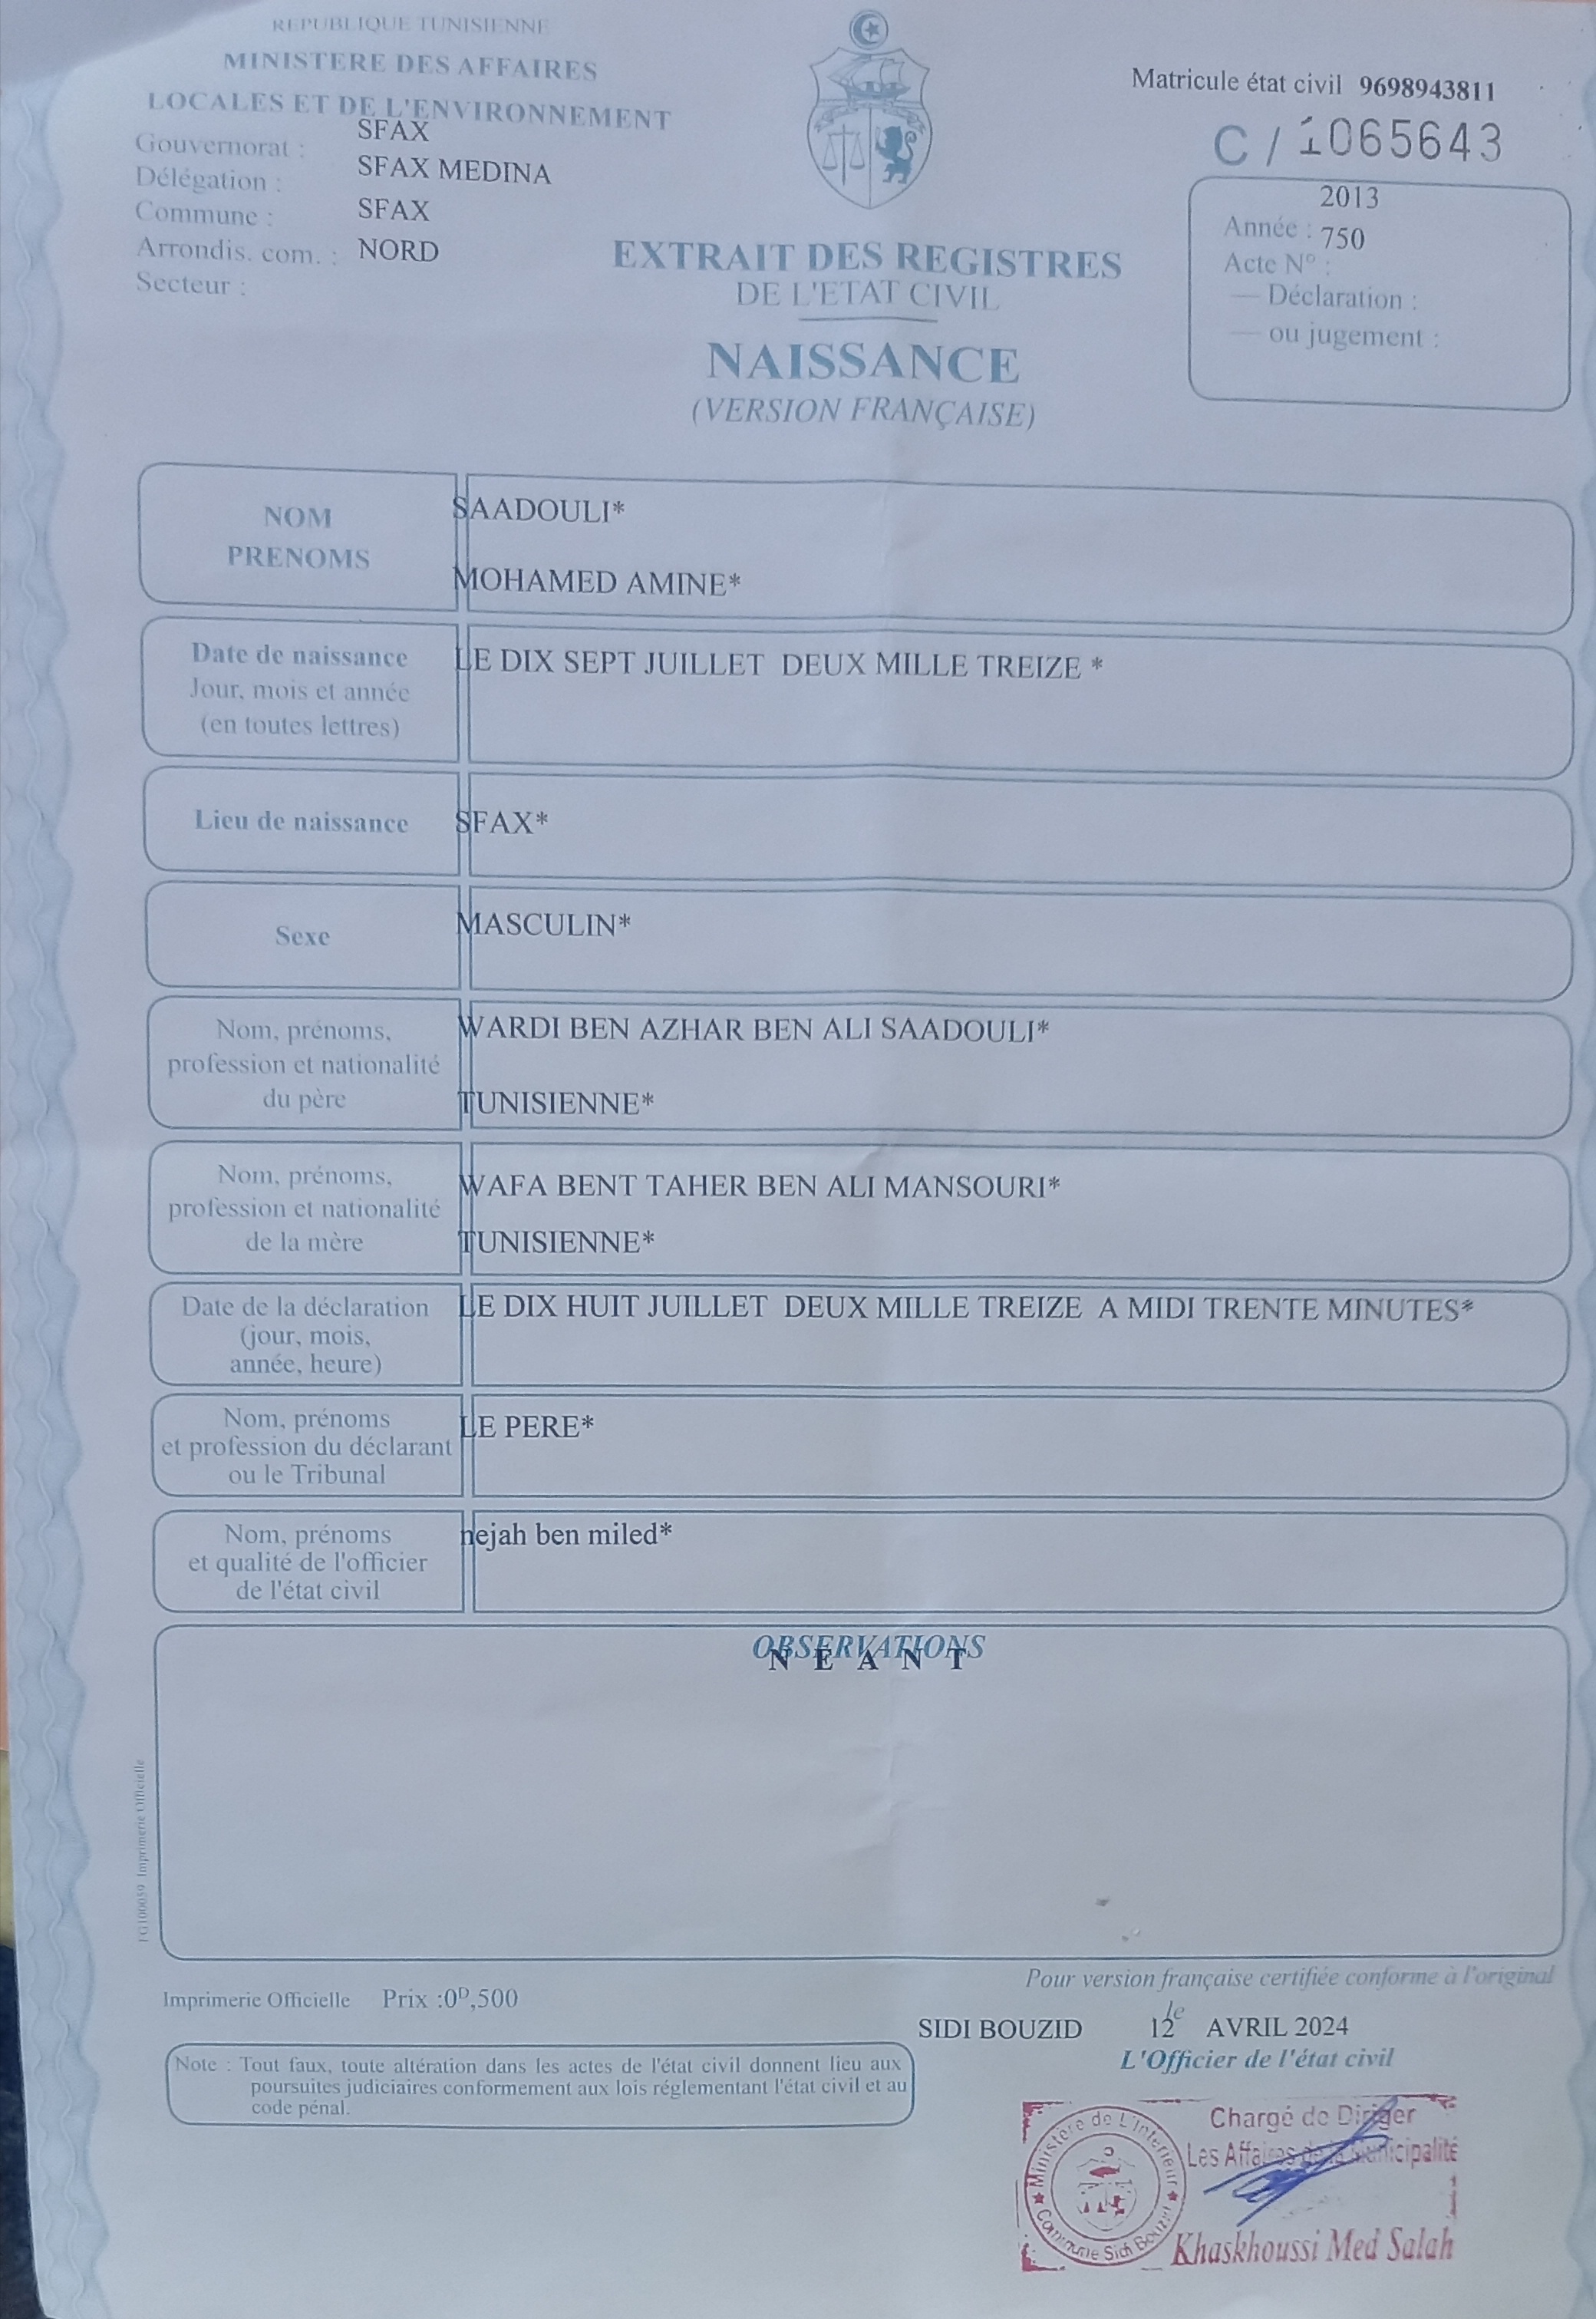 REPUBLIQUE TUNISIENNE
MINISTERE DES AFFAIRES
LOCALES ET DE L'ENVIRONNEMENT
Gouvernorat : SFAX
Délégation : SFAX MEDINA
Commune : SFAX
Arrondis. com. : NORD
Secteur :
Matricule état civil 9698943811
C / 1065643
2013
Année :
750
Acte N° :
— Déclaration :
— ou jugement :
EXTRAIT DES REGISTRES
DE L'ETAT CIVIL
NAISSANCE
(VERSION FRANÇAISE)
NOM
PRENOMS
SAADOULI*
MOHAMED AMINE*
Date de naissance
Jour, mois et année
(en toutes lettres)
LE DIX SEPT JUILLET DEUX MILLE TREIZE *
Lieu de naissance
SFAX*
Sexe
MASCULIN*
Nom, prénoms,
profession et nationalité
du père
WARDI BEN AZHAR BEN ALI SAADOULI*
TUNISIENNE*
Nom, prénoms,
profession et nationalité
de la mère
WAFA BENT TAHER BEN ALI MANSOURI*
TUNISIENNE*
Date de la déclaration
(jour, mois,
année, heure)
LE DIX HUIT JUILLET DEUX MILLE TREIZE A MIDI TRENTE MINUTES*
Nom, prénoms
et profession du déclarant
ou le Tribunal
LE PERE*
Nom, prénoms
et qualité de l'officier
de l'état civil
nejah ben miled*
OBSERVATIONS
N E A N T
FG100059 Imprimerie Officielle
Pour version française certifiée conforme à l'original
Imprimerie Officielle Prix :0ᴰ,500
SIDI BOUZID le 12 AVRIL 2024
L'Officier de l'état civil
Note : Tout faux, toute altération dans les actes de l'état civil donnent lieu aux
poursuites judiciaires conformement aux lois réglementant l'état civil et au
code pénal.
Ministère de L'Interieur
Commune Sidi Bouzid
Chargé de Diriger
Les Affaires de la Municipalité
Khaskhoussi Med Salah